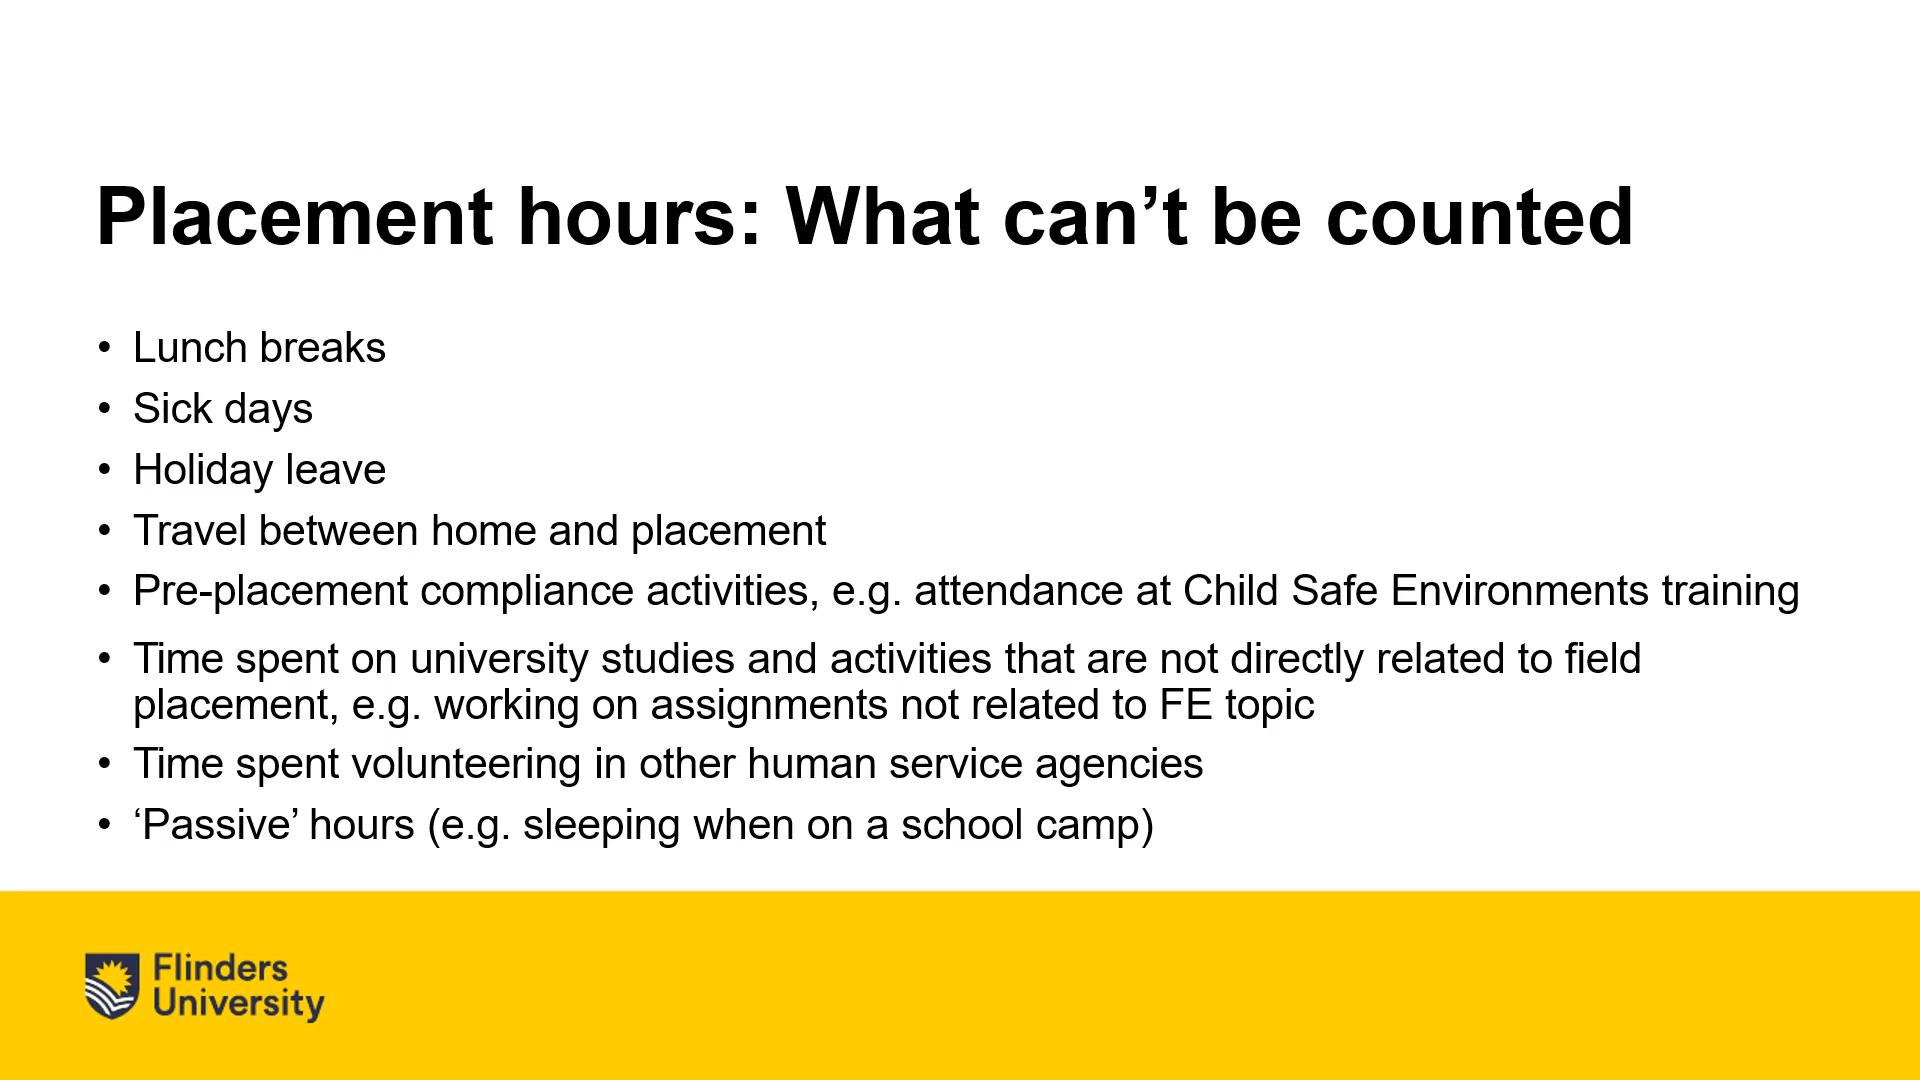 Placement hours: What can’t be counted
• Lunch breaks
• Sick days
• Holiday leave
• Travel between home and placement
• Pre-placement compliance activities, e.g. attendance at Child Safe Environments training
• Time spent on university studies and activities that are not directly related to field
placement, e.g. working on assignments not related to FE topic
• Time spent volunteering in other human service agencies
• ‘Passive’ hours (e.g. sleeping when on a school camp)
Flinders
University